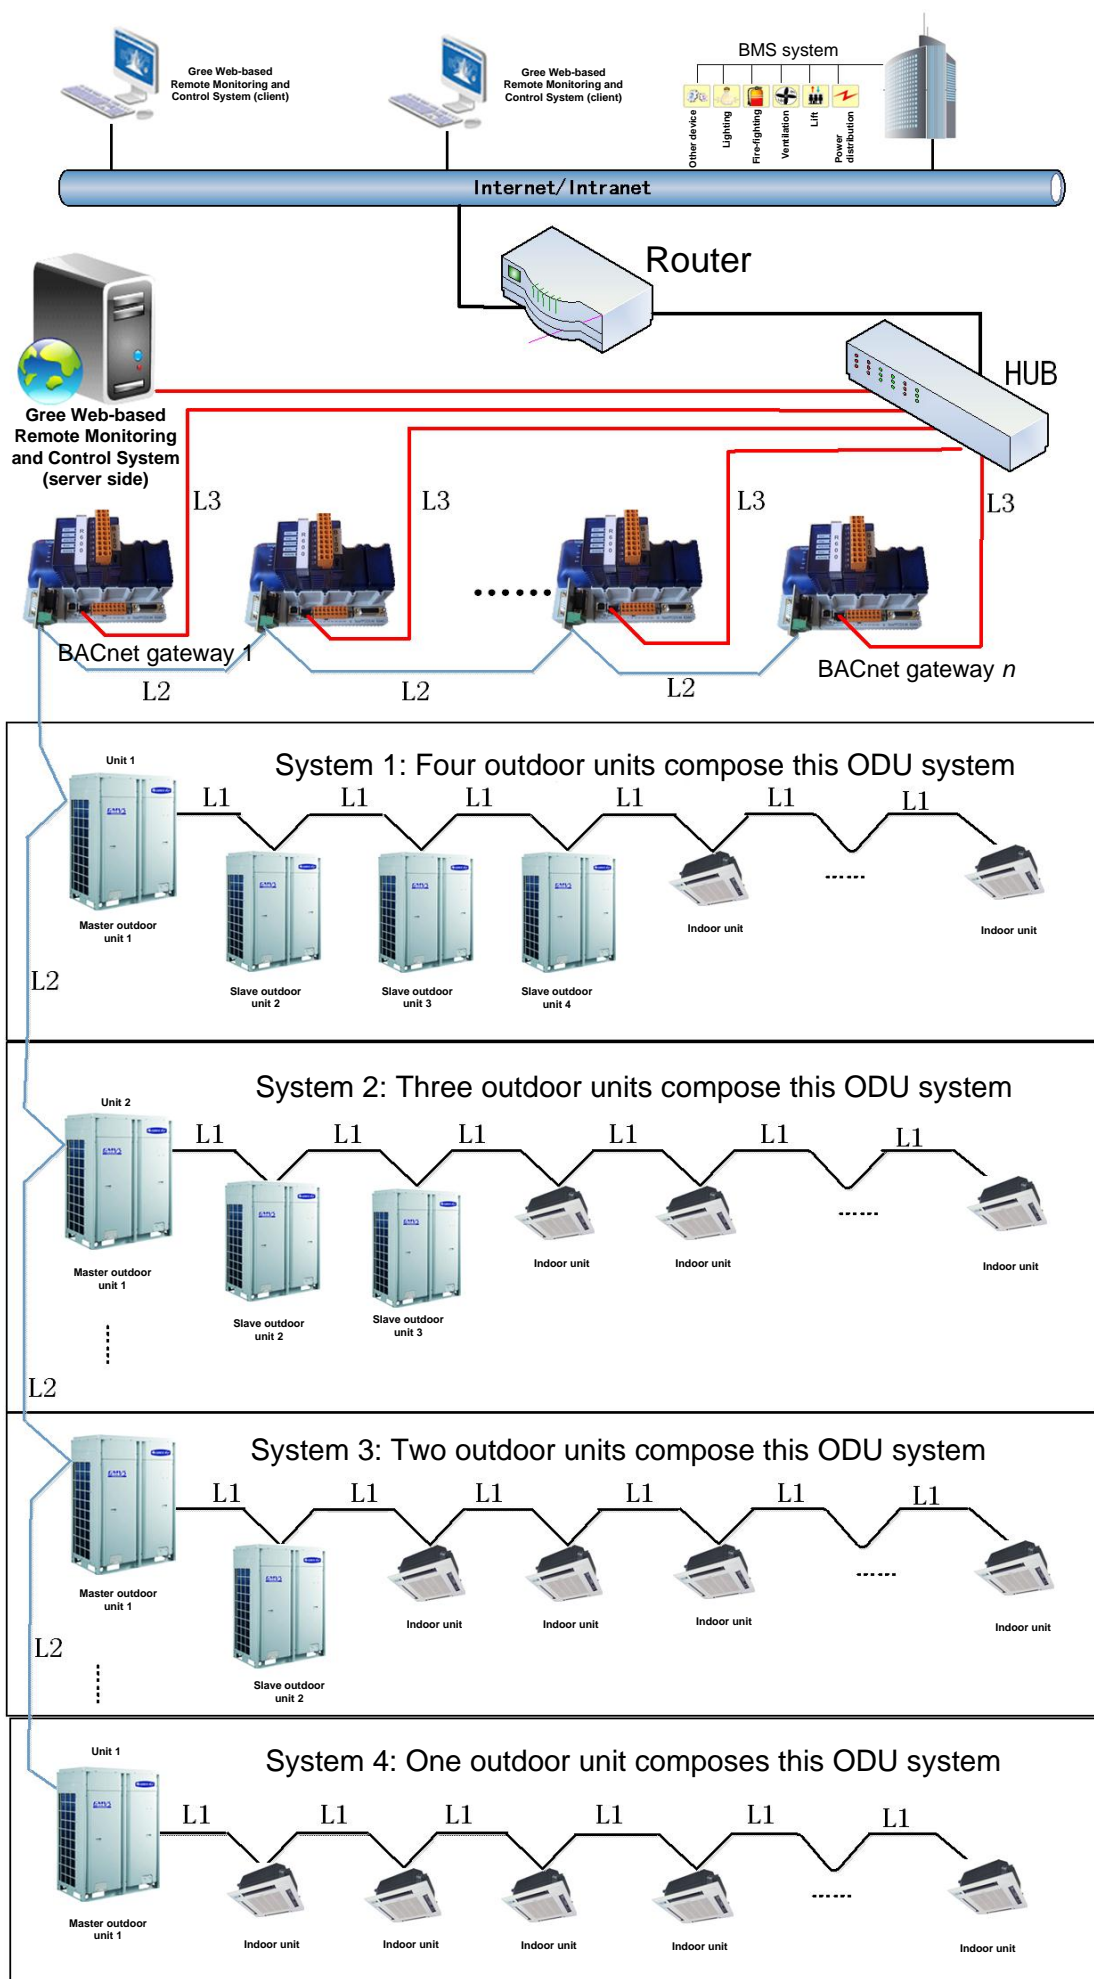 BMS system
Gree Web-based
Remote Monitoring and
Control System (client)
Gree Web-based
Remote Monitoring and
Control System (client)
Other device
Lighting
Fire-fighting
Ventilation
Lift
Power
distribution
Internet/Intranet
Router
HUB
Gree Web-based
Remote Monitoring
and Control System
(server side)
L3
L3
L3
L3
R600
R600
R600
R600
BACnet gateway 1
BACnet gateway n
L2
L2
L2
Unit 1
System 1: Four outdoor units compose this ODU system
L1
L1
L1
L1
L1
L1
Master outdoor
unit 1
Indoor unit
Indoor unit
L2
Slave outdoor
unit 2
Slave outdoor
unit 3
Slave outdoor
unit 4
System 2: Three outdoor units compose this ODU system
Unit 2
L1
L1
L1
L1
L1
L1
Indoor unit
Indoor unit
Indoor unit
Master outdoor
unit 1
Slave outdoor
unit 2
Slave outdoor
unit 3
L2
System 3: Two outdoor units compose this ODU system
L1
L1
L1
L1
L1
L1
Master outdoor
unit 1
Indoor unit
Indoor unit
Indoor unit
Indoor unit
L2
Slave outdoor
unit 2
Unit 1
System 4: One outdoor unit composes this ODU system
L1
L1
L1
L1
L1
L1
Master outdoor
unit 1
Indoor unit
Indoor unit
Indoor unit
Indoor unit
Indoor unit